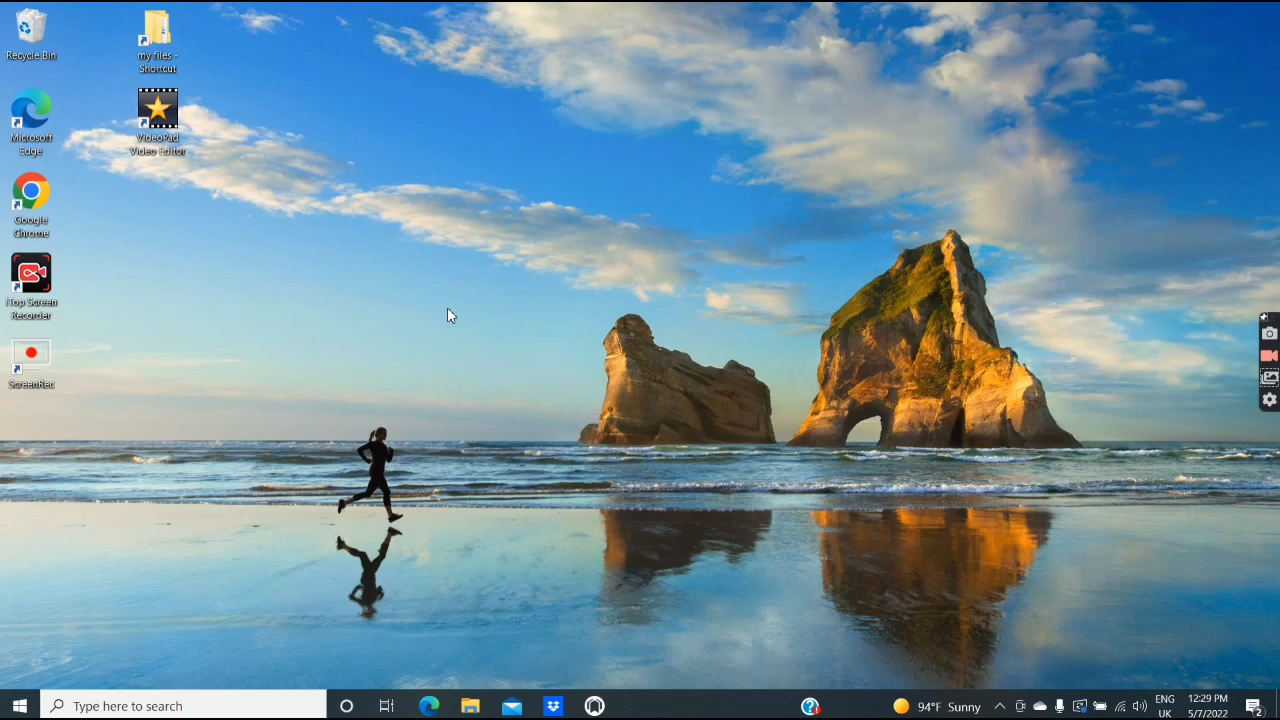 Recycle Bin
my files -
Shortcut
Microsoft
Edge
VideoPad
Video Editor
Google
Chrome
iTop Screen
Recorder
ScreenRec
Type here to search
94°F Sunny
ENG
UK
12:29 PM
5/7/2022
2